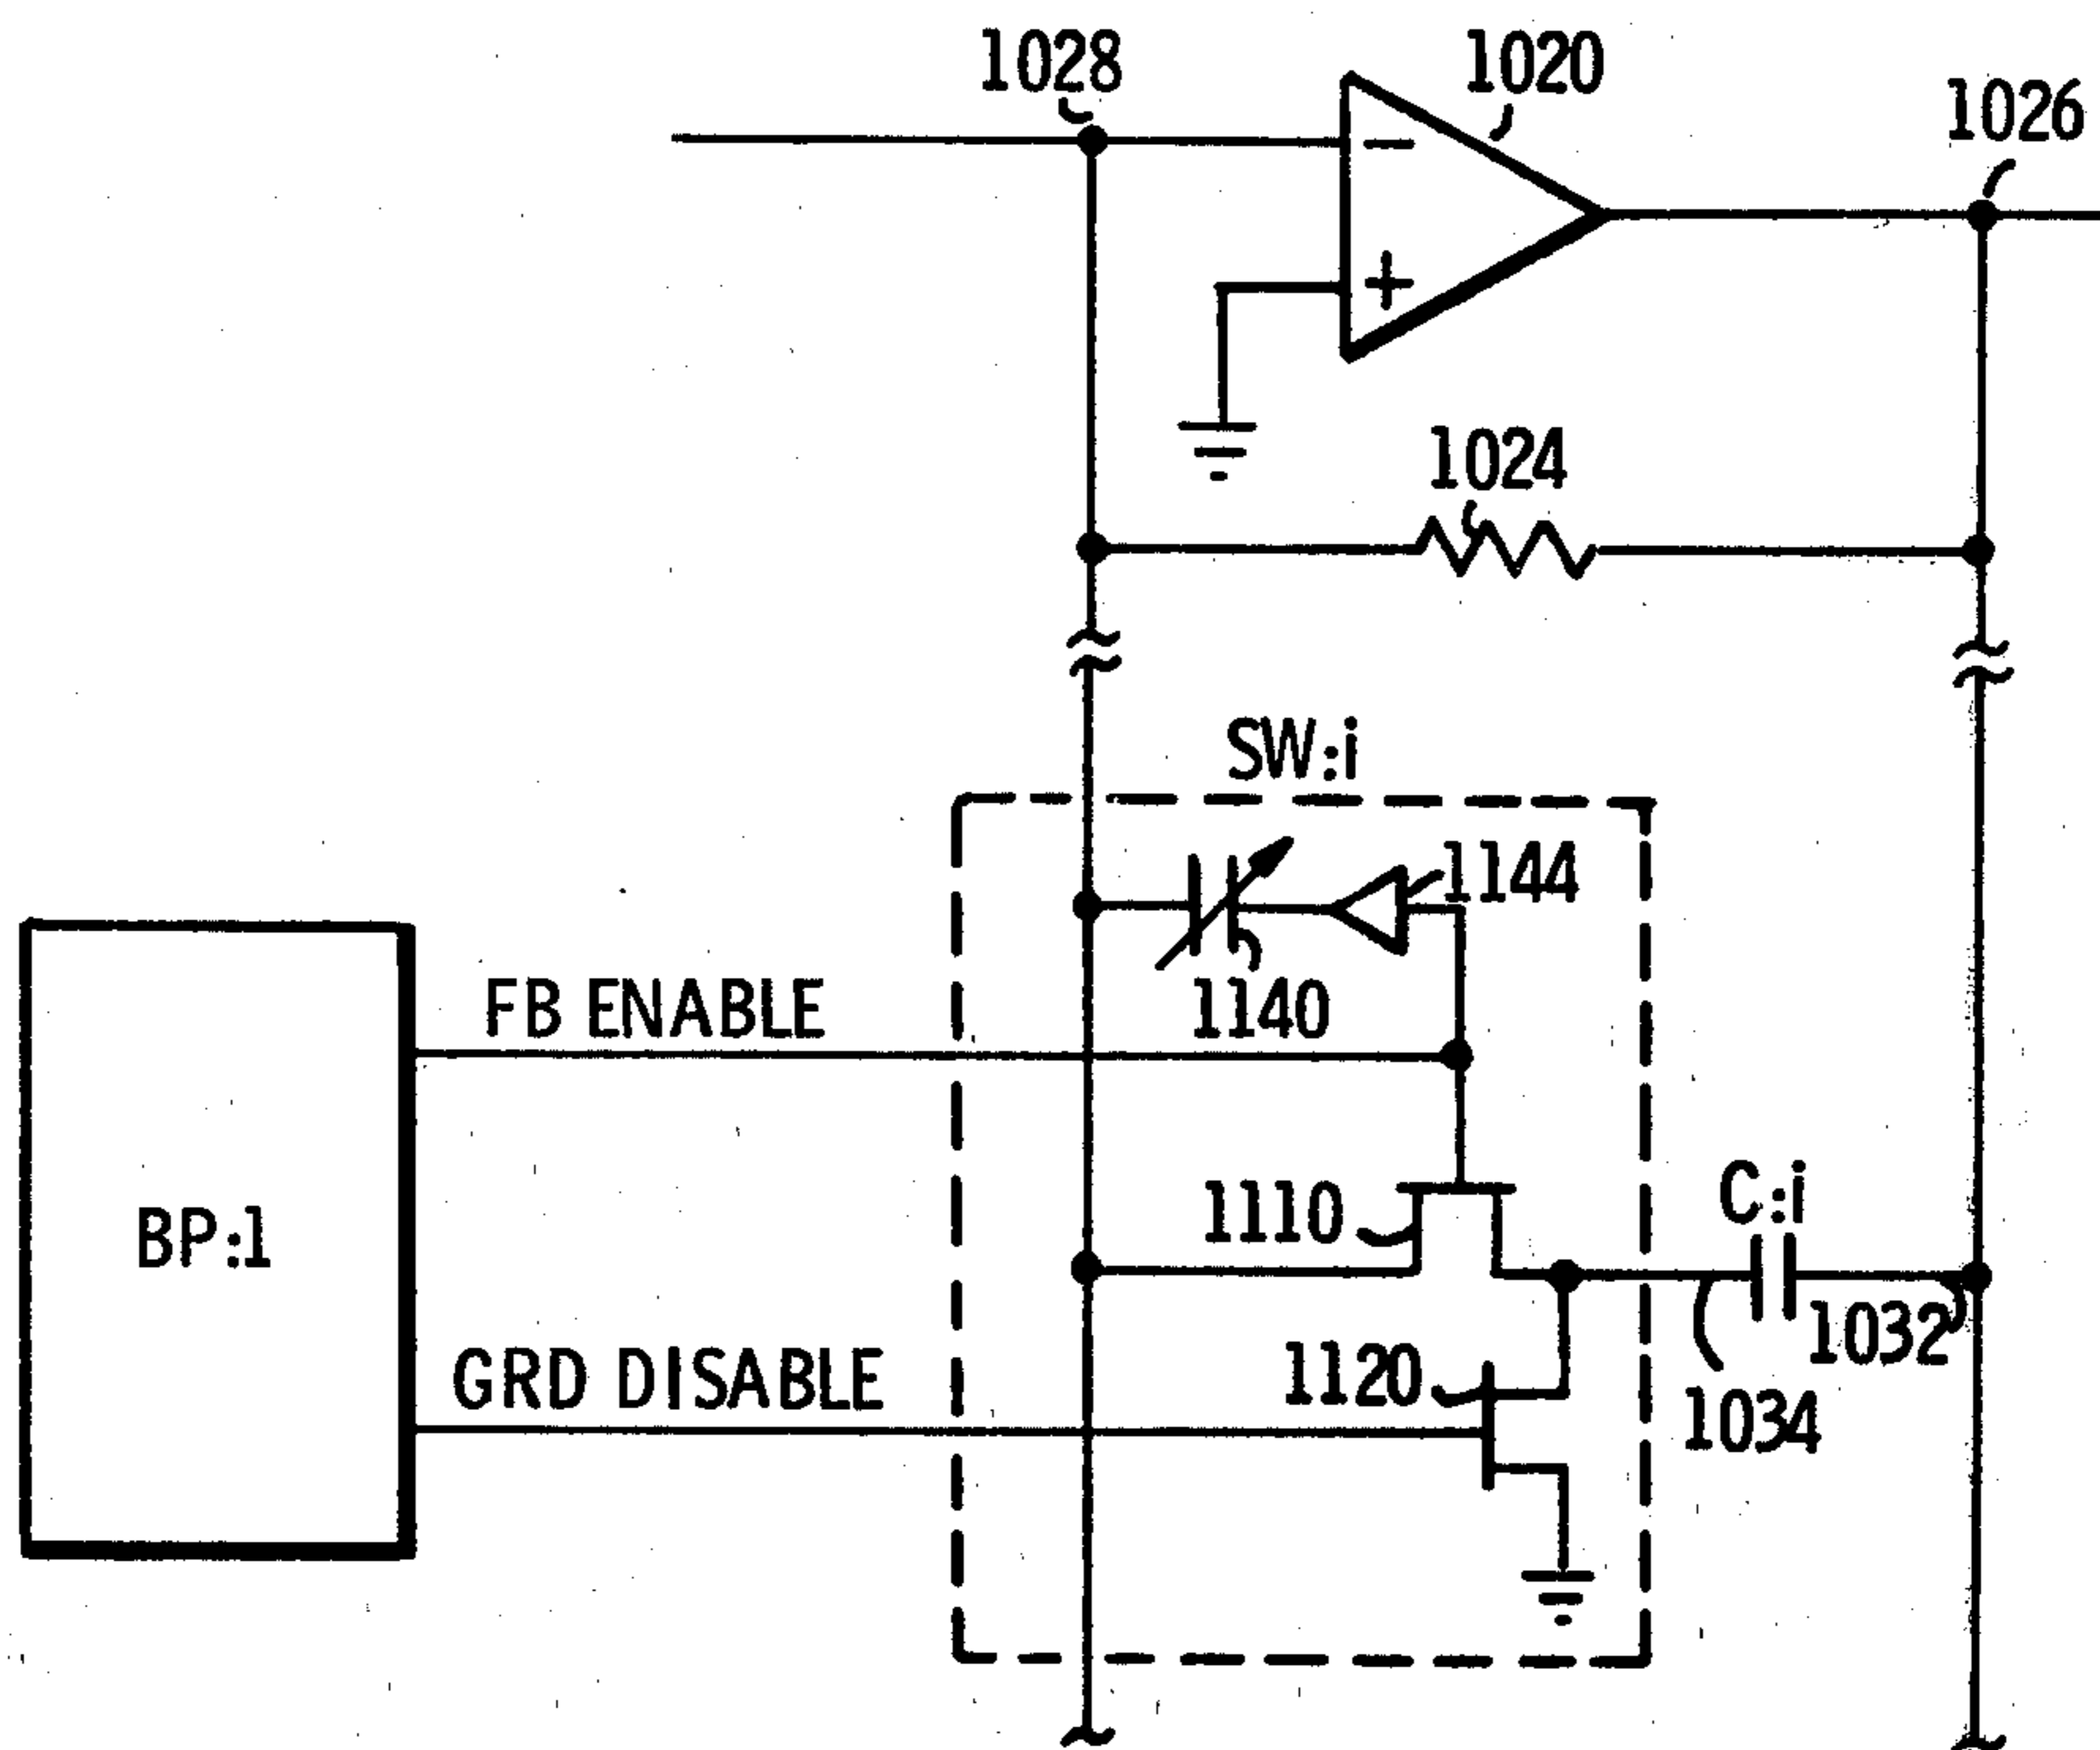 1028
1020
1026
-
+
1024
SW:i
1144
1140
FB ENABLE
BP:1
1110
C:i
1032
1034
GRD DISABLE
1120